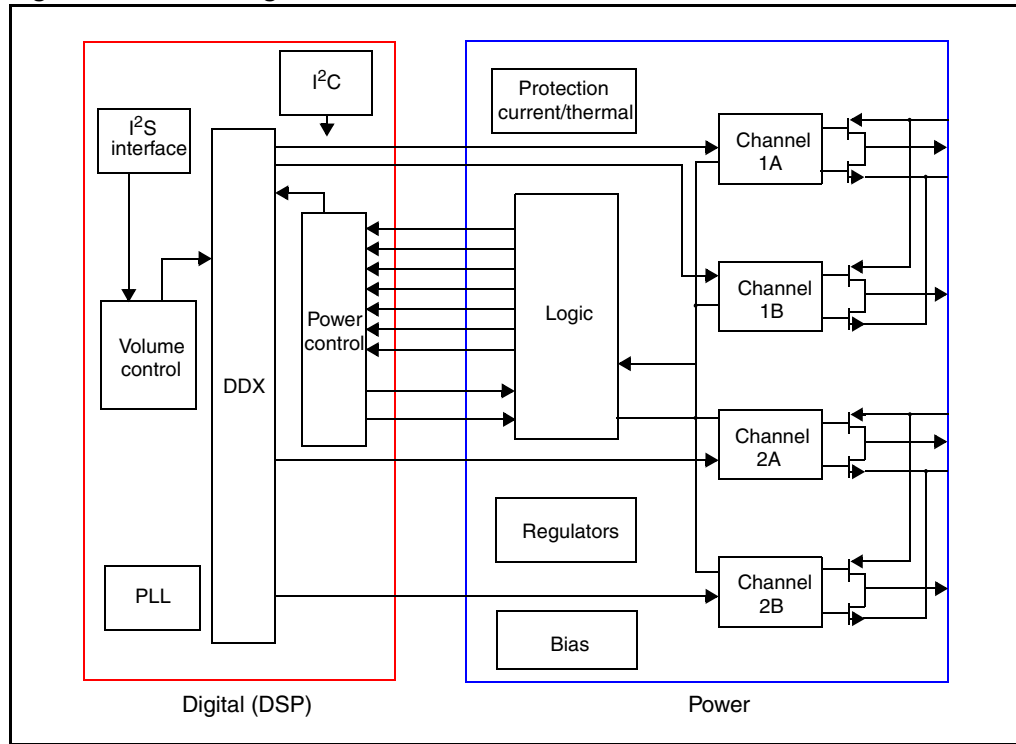 I²C
Protection
current/thermal
I²S
interface
Channel
1A
Channel
1B
Logic
Power
control
Volume
control
DDX
Channel
2A
Regulators
Channel
2B
PLL
Bias
Digital (DSP)
Power